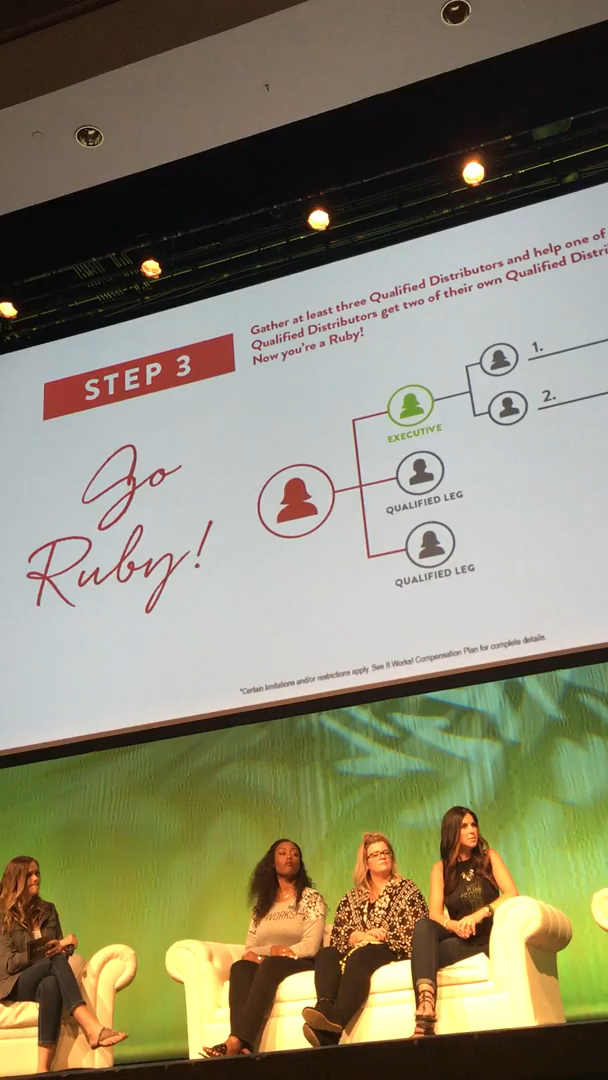 Gather at least three Qualified Distributors and help one of
Qualified Distributors get two of their own Qualified
Now you're a Ruby!
STEP 3
1.
2.
EXECUTIVE
Go
Ruby!
QUALIFIED LEG
QUALIFIED LEG
*Certain limitations and/or restrictions apply. See It Works! Compensation Plan for complete details.
WORKS!